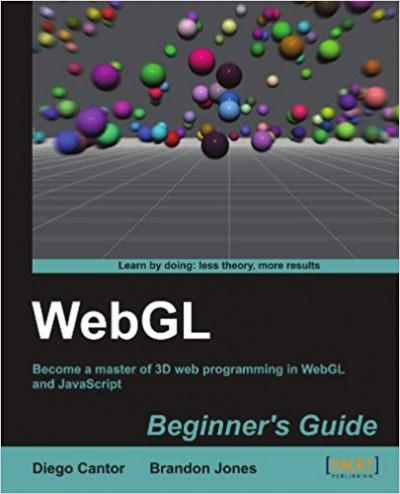 Learn by doing: less theory, more results
WebGL
Become a master of 3D web programming in WebGL
and JavaScript
Beginner's Guide
Diego Cantor Brandon Jones
[PACKT]
PUBLISHING